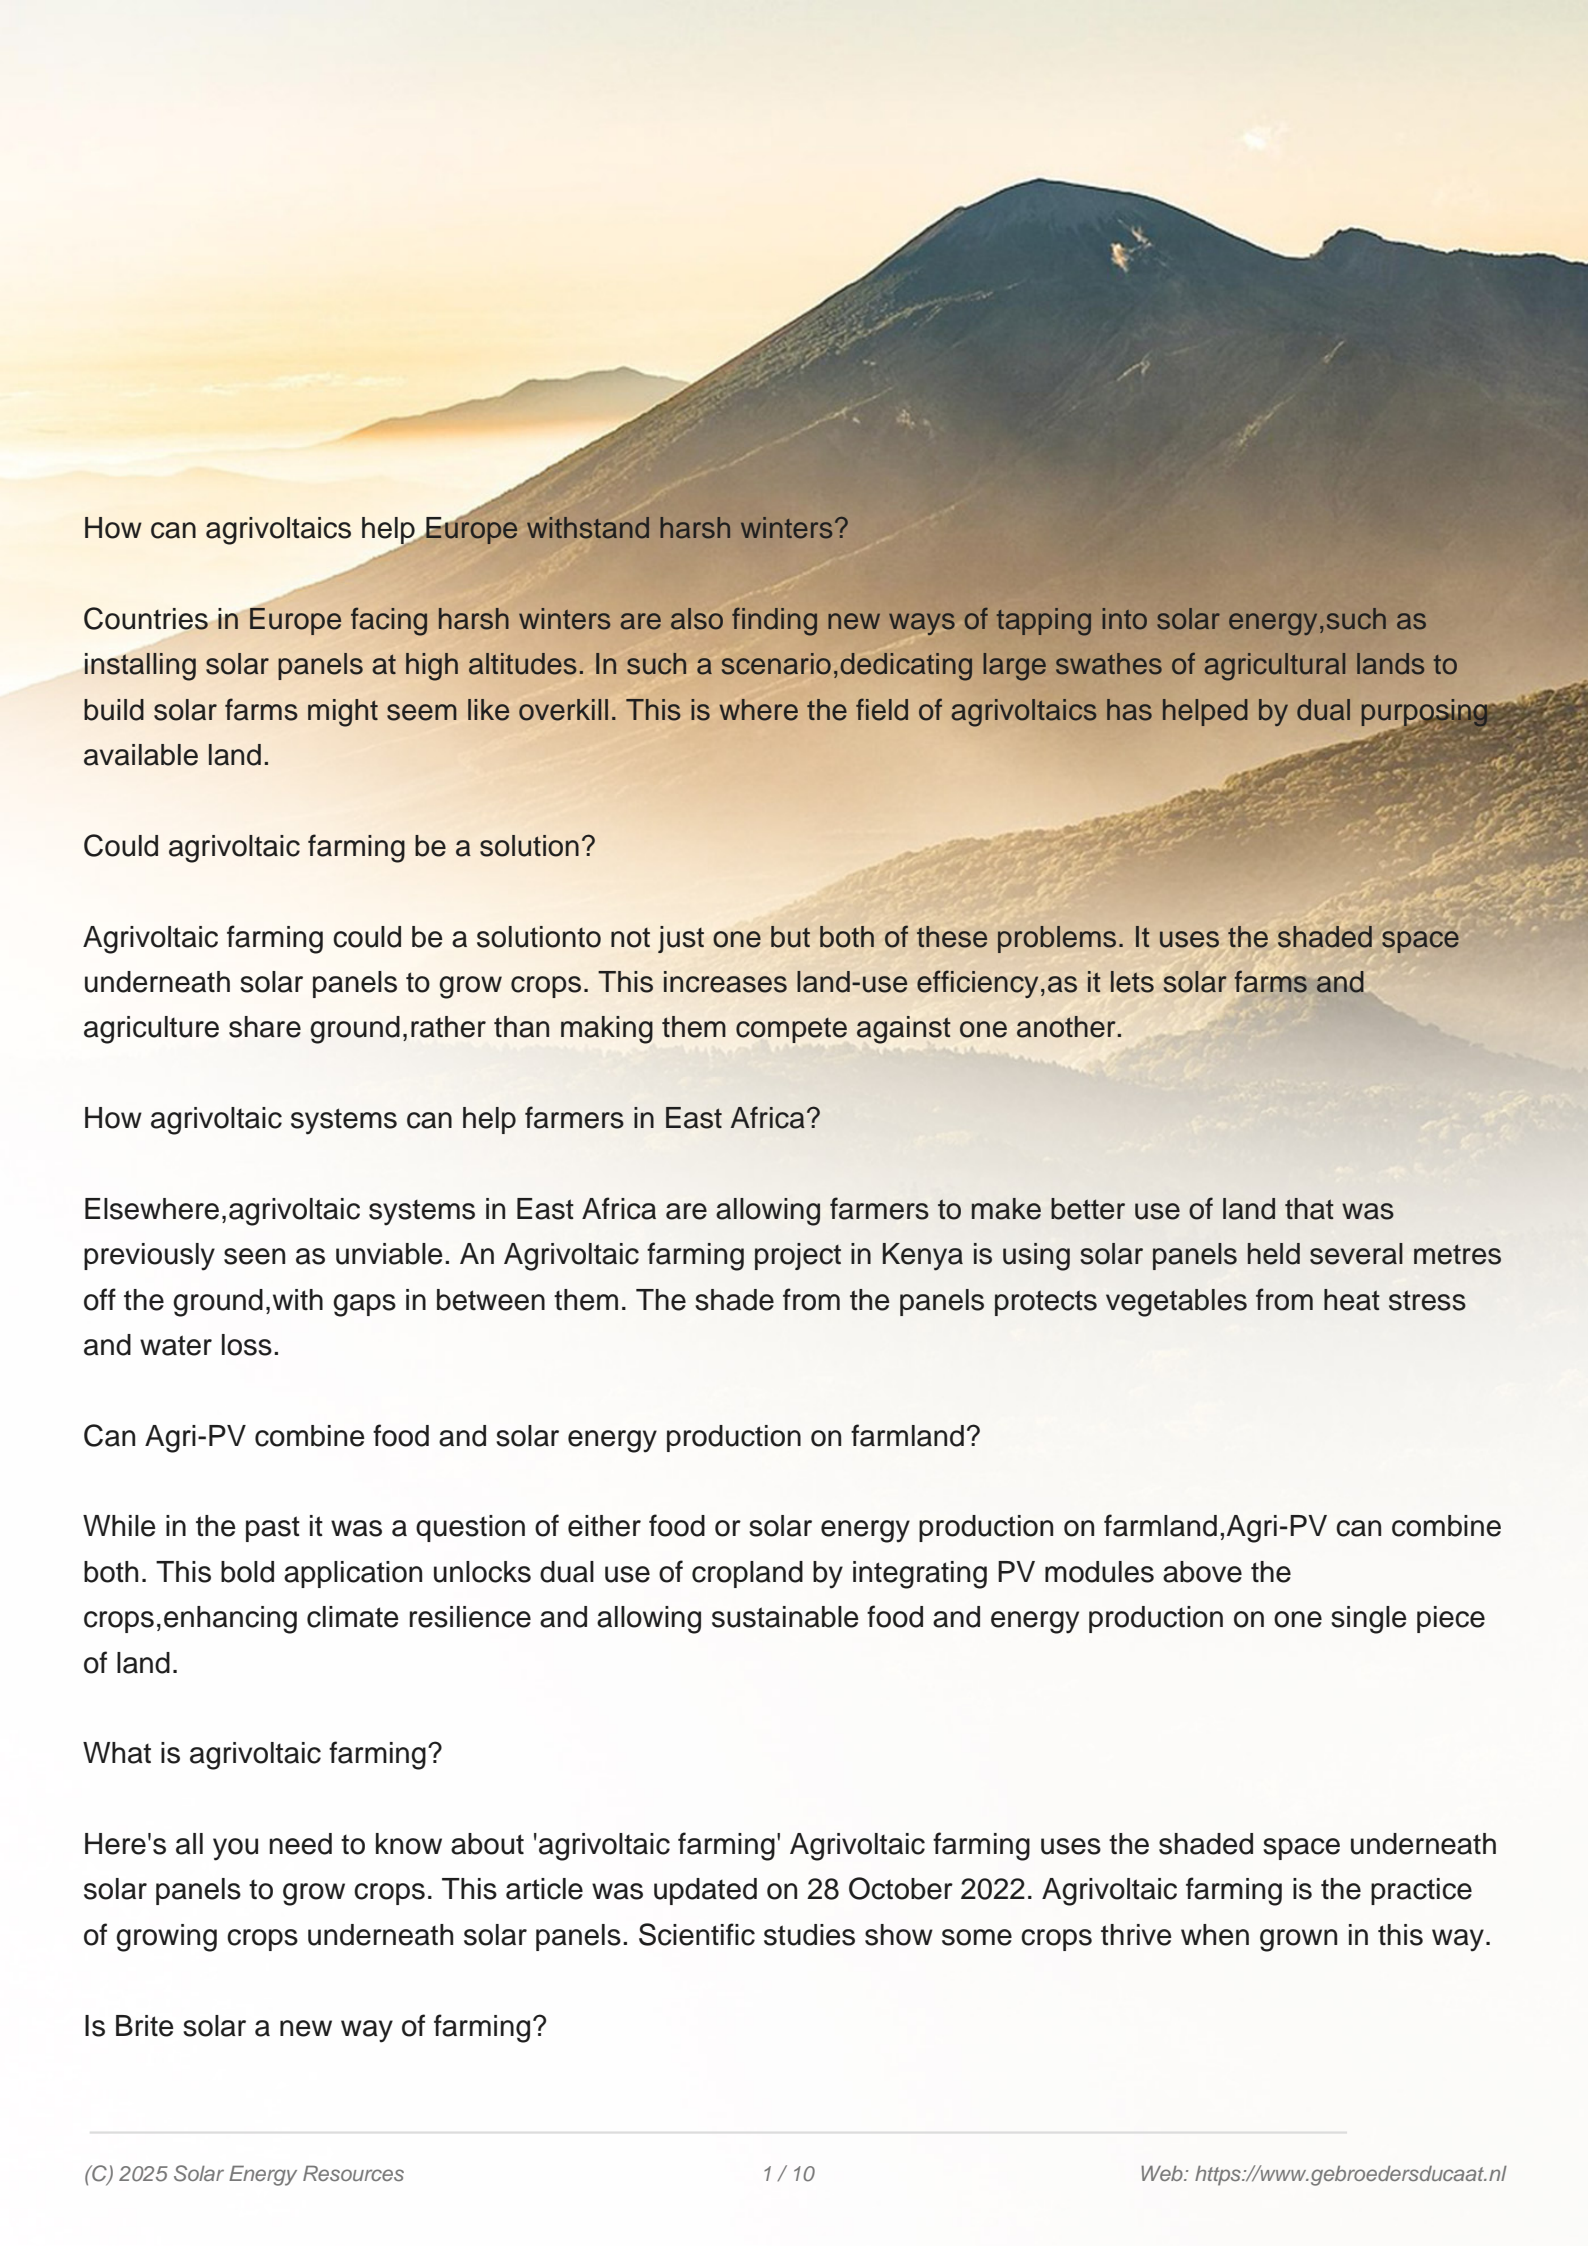 How can agrivoltaics help Europe withstand harsh winters?
Countries in Europe facing harsh winters are also finding new ways of tapping into solar energy,such as
installing solar panels at high altitudes. In such a scenario,dedicating large swathes of agricultural lands to
build solar farms might seem like overkill. This is where the field of agrivoltaics has helped by dual purposing
available land.
Could agrivoltaic farming be a solution?
Agrivoltaic farming could be a solutionto not just one but both of these problems. It uses the shaded space
underneath solar panels to grow crops. This increases land-use efficiency,as it lets solar farms and
agriculture share ground,rather than making them compete against one another.
How agrivoltaic systems can help farmers in East Africa?
Elsewhere,agrivoltaic systems in East Africa are allowing farmers to make better use of land that was
previously seen as unviable. An Agrivoltaic farming project in Kenya is using solar panels held several metres
off the ground,with gaps in between them. The shade from the panels protects vegetables from heat stress
and water loss.
Can Agri-PV combine food and solar energy production on farmland?
While in the past it was a question of either food or solar energy production on farmland,Agri-PV can combine
both. This bold application unlocks dual use of cropland by integrating PV modules above the
crops,enhancing climate resilience and allowing sustainable food and energy production on one single piece
of land.
What is agrivoltaic farming?
Here's all you need to know about 'agrivoltaic farming' Agrivoltaic farming uses the shaded space underneath
solar panels to grow crops. This article was updated on 28 October 2022. Agrivoltaic farming is the practice
of growing crops underneath solar panels. Scientific studies show some crops thrive when grown in this way.
Is Brite solar a new way of farming?
(C) 2025 Solar Energy Resources
1 / 10
Web: https://www.gebroedersducaat.nl